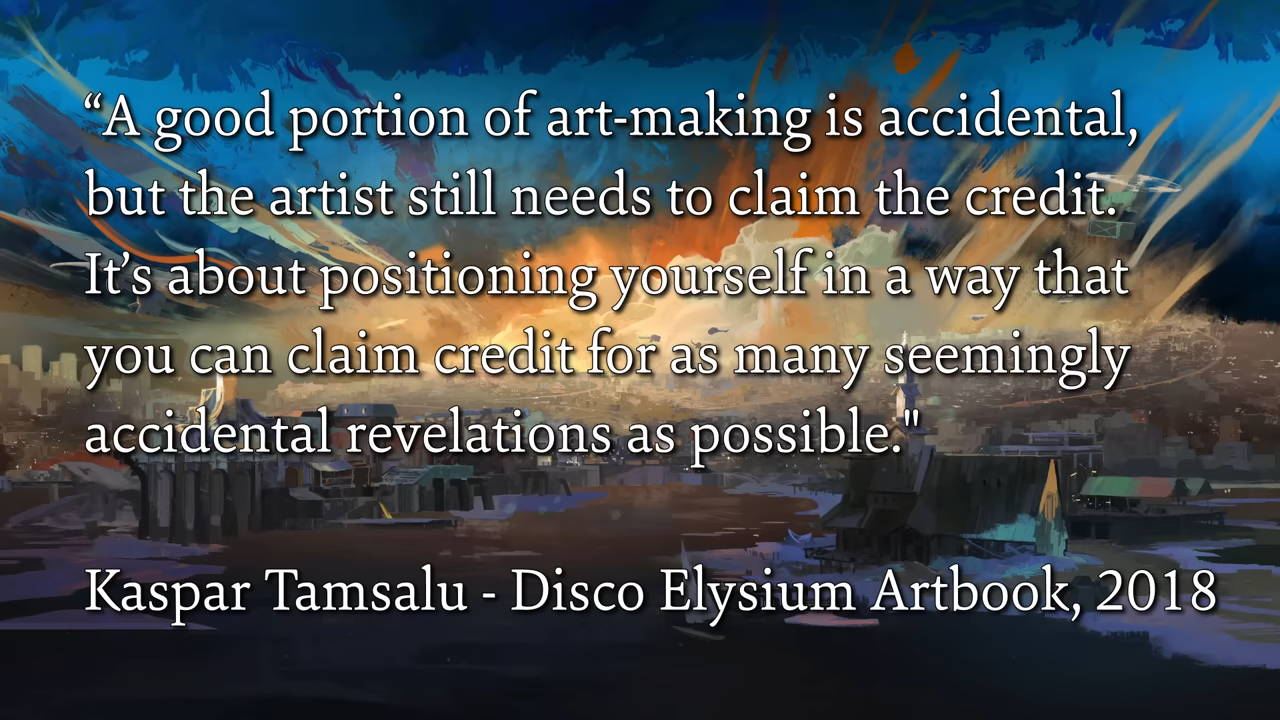 “A good portion of art-making is accidental,
but the artist still needs to claim the credit.
It’s about positioning yourself in a way that
you can claim credit for as many seemingly
accidental revelations as possible."
Kaspar Tamsalu - Disco Elysium Artbook, 2018